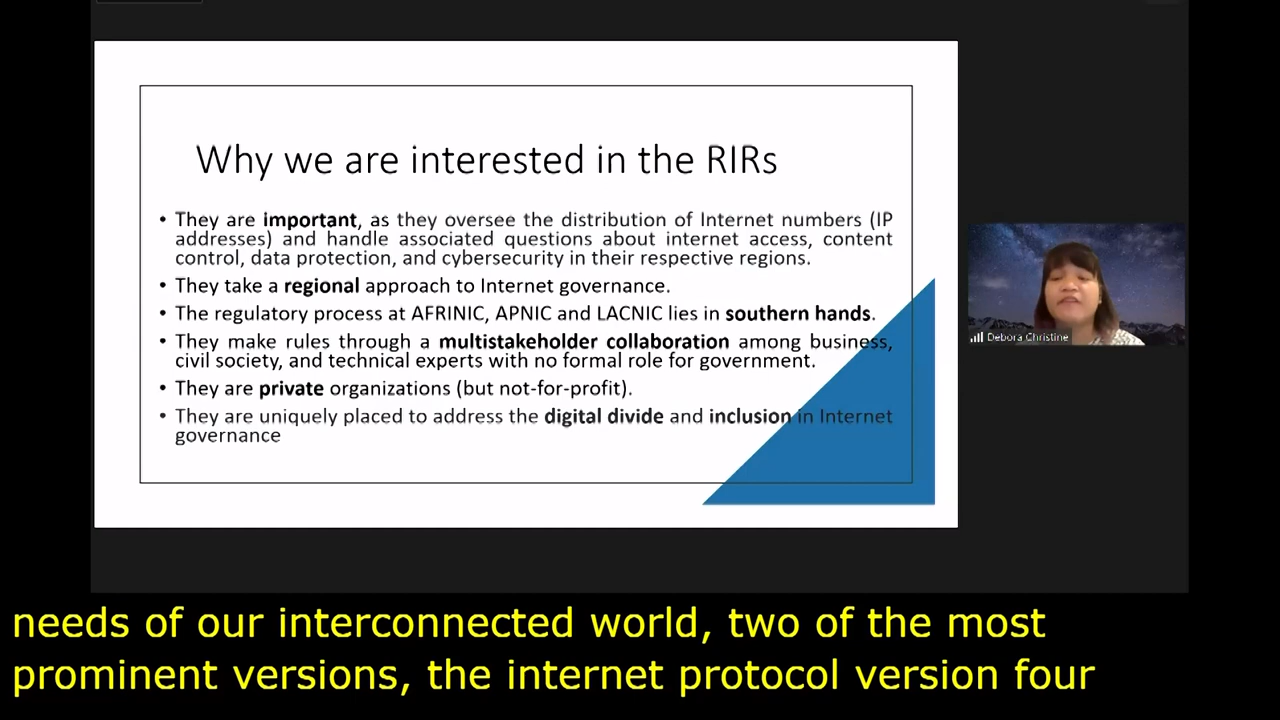 Why we are interested in the RIRs
• They are important, as they oversee the distribution of Internet numbers (IP
addresses) and handle associated questions about internet access, content
control, data protection, and cybersecurity in their respective regions.
• They take a regional approach to Internet governance.
• The regulatory process at AFRINIC, APNIC and LACNIC lies in southern hands.
• They make rules through a multistakeholder collaboration among business,
civil society, and technical experts with no formal role for government.
• They are private organizations (but not-for-profit).
• They are uniquely placed to address the digital divide and inclusion in Internet
governance
Debora Christine
needs of our interconnected world, two of the most
prominent versions, the internet protocol version four